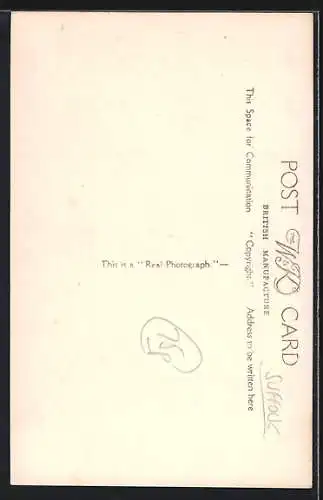 POST W&K CARD
BRITISH MANUFACTURE
This Space for Communication "Copyright" Address to be written here
This is a "Real Photograph."—
SUFFOLK
75p